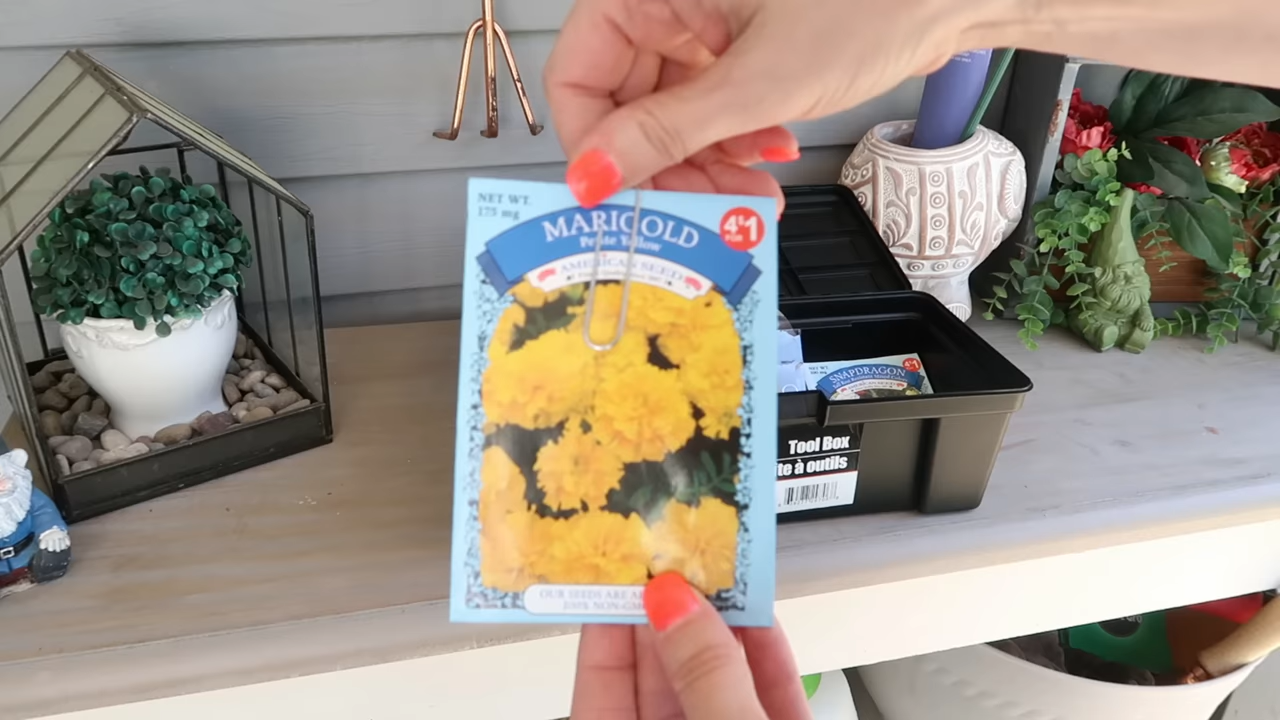 NET WT.
175 mg
MARIGOLD
Petite Yellow
4 FOR $1
AMERICAN SEED
OUR SEEDS ARE
100% NON-GM
SNAPDRAGON
Tool Box
te à outils